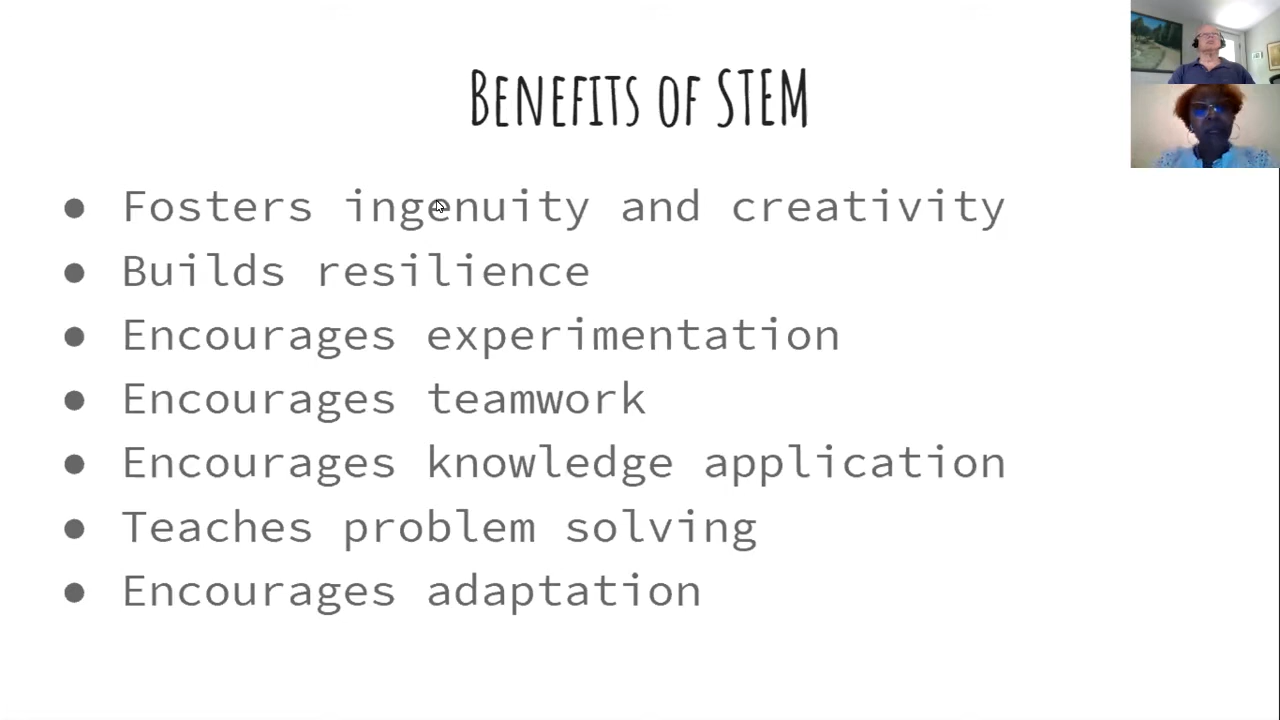 Benefits of STEM
● Fosters ingenuity and creativity
● Builds resilience
● Encourages experimentation
● Encourages teamwork
● Encourages knowledge application
● Teaches problem solving
● Encourages adaptation